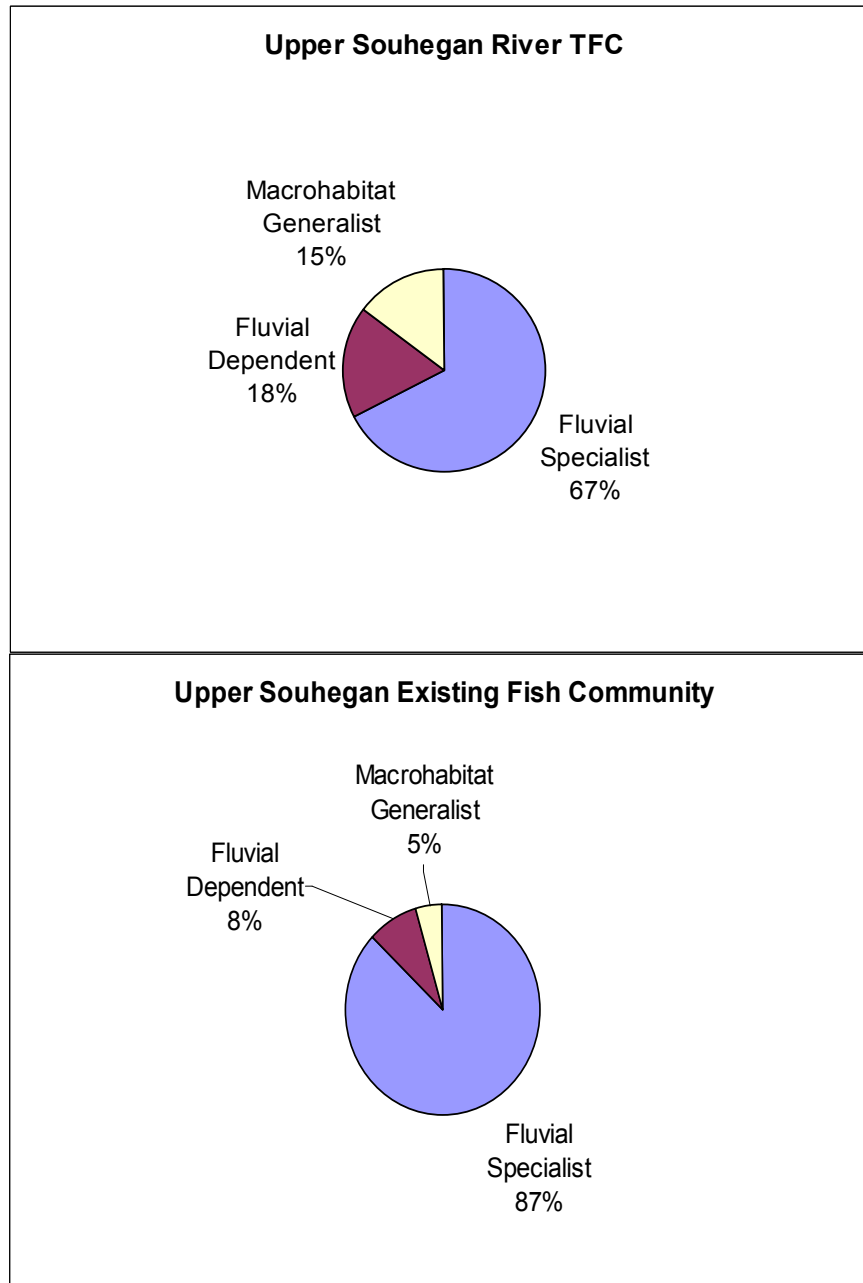 Upper Souhegan River TFC
Macrohabitat
Generalist
15%
Fluvial
Dependent
18%
Fluvial
Specialist
67%
Upper Souhegan Existing Fish Community
Macrohabitat
Generalist
5%
Fluvial
Dependent
8%
Fluvial
Specialist
87%